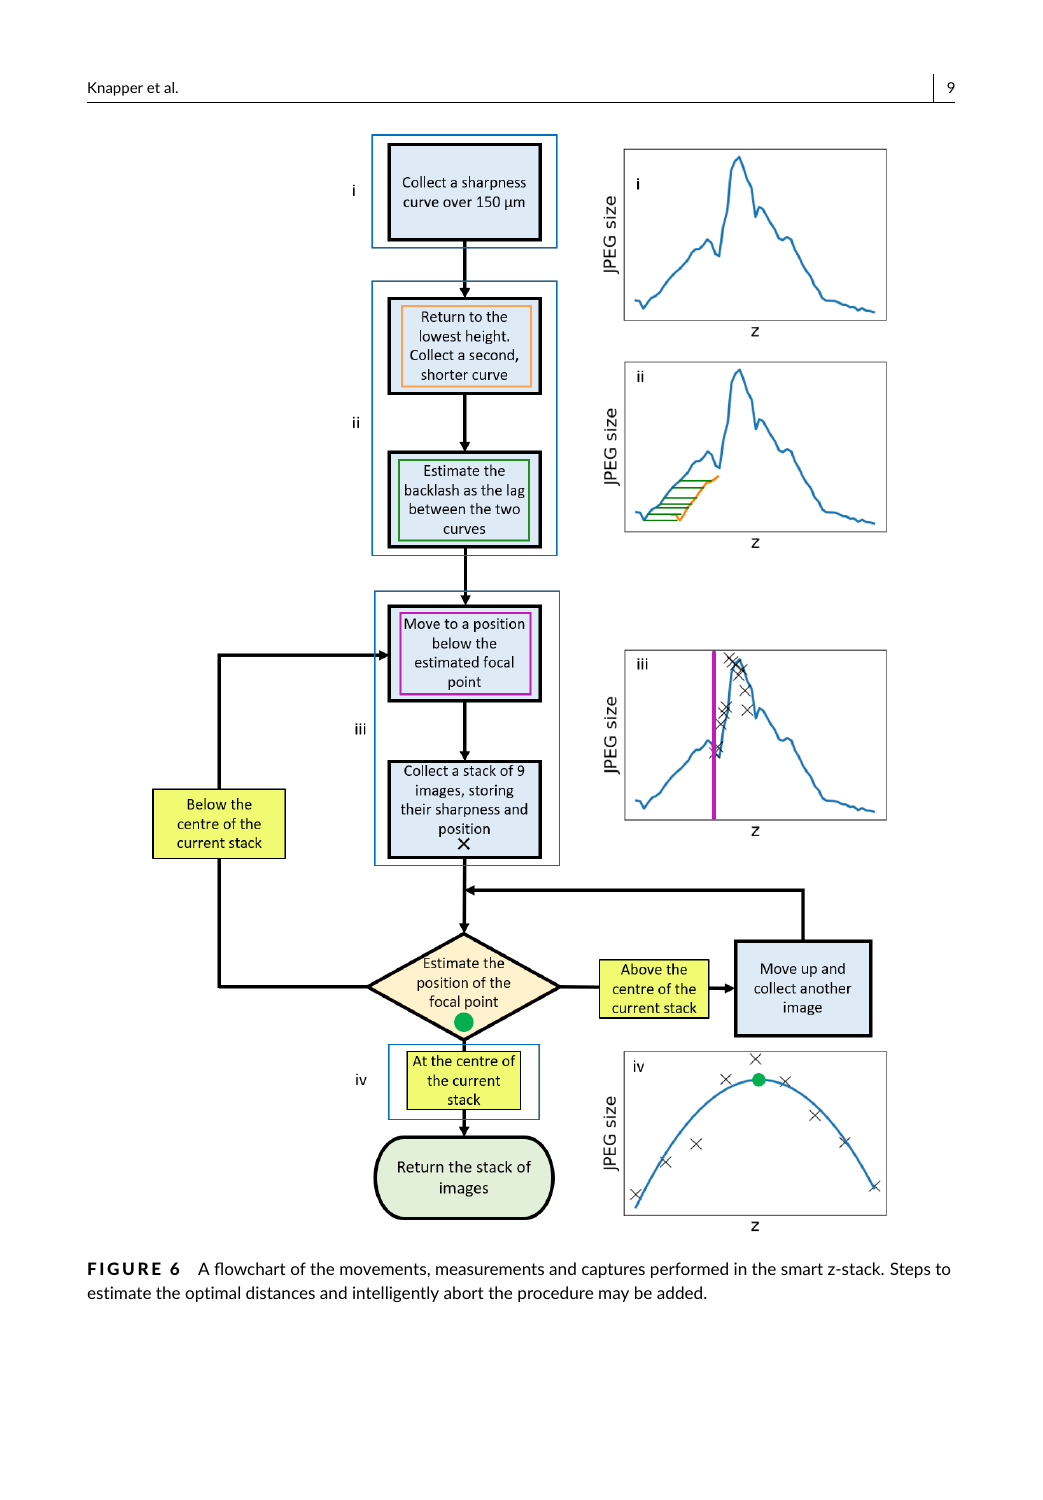 Knapper et al.
9
i
Collect a sharpness
curve over 150 µm
i
JPEG size
z
ii
Return to the
lowest height.
Collect a second,
shorter curve
Estimate the
backlash as the lag
between the two
curves
ii
JPEG size
z
iii
Move to a position
below the
estimated focal
point
Collect a stack of 9
images, storing
their sharpness and
position
iii
JPEG size
z
Below the
centre of the
current stack
Estimate the
position of the
focal point
Above the
centre of the
current stack
Move up and
collect another
image
iv
At the centre of
the current
stack
Return the stack of
images
iv
JPEG size
z
FIGURE 6 A flowchart of the movements, measurements and captures performed in the smart z-stack. Steps to
estimate the optimal distances and intelligently abort the procedure may be added.